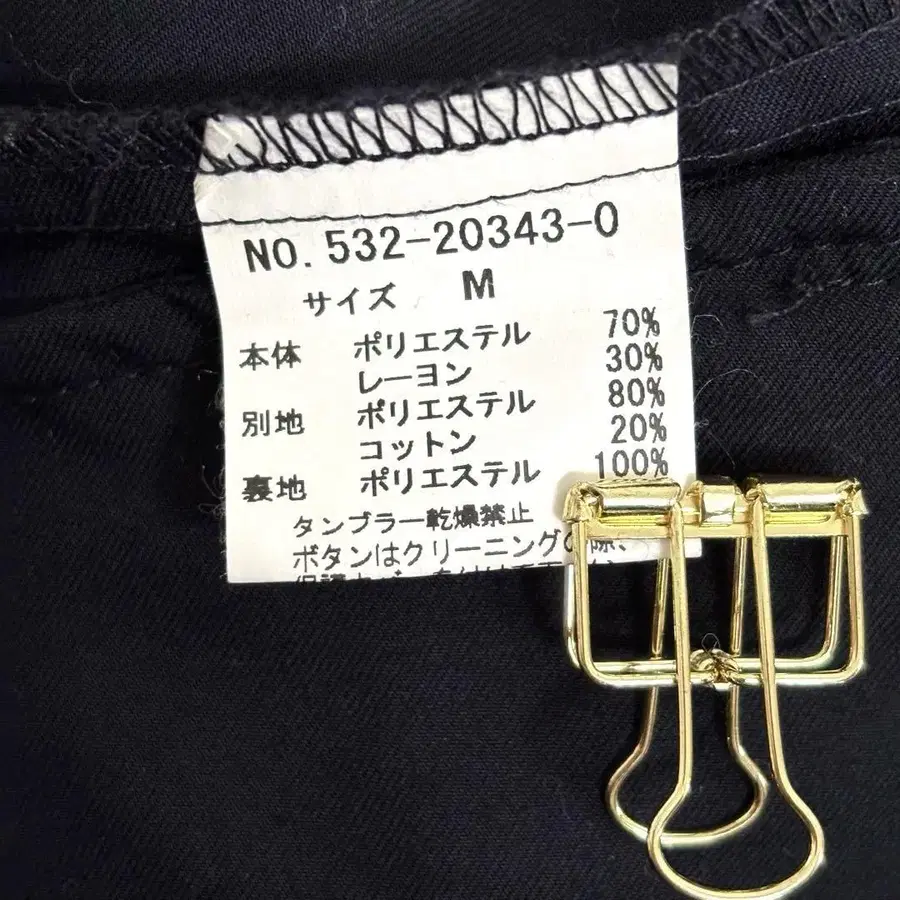 NO. 532-20343-0
サイズ M
本体 ポリエステル 70%
レーヨン 30%
別地 ポリエステル 80%
コットン 20%
裏地 ポリエステル 100%
タンブラー乾燥禁止
ボタンはクリーニングの際、